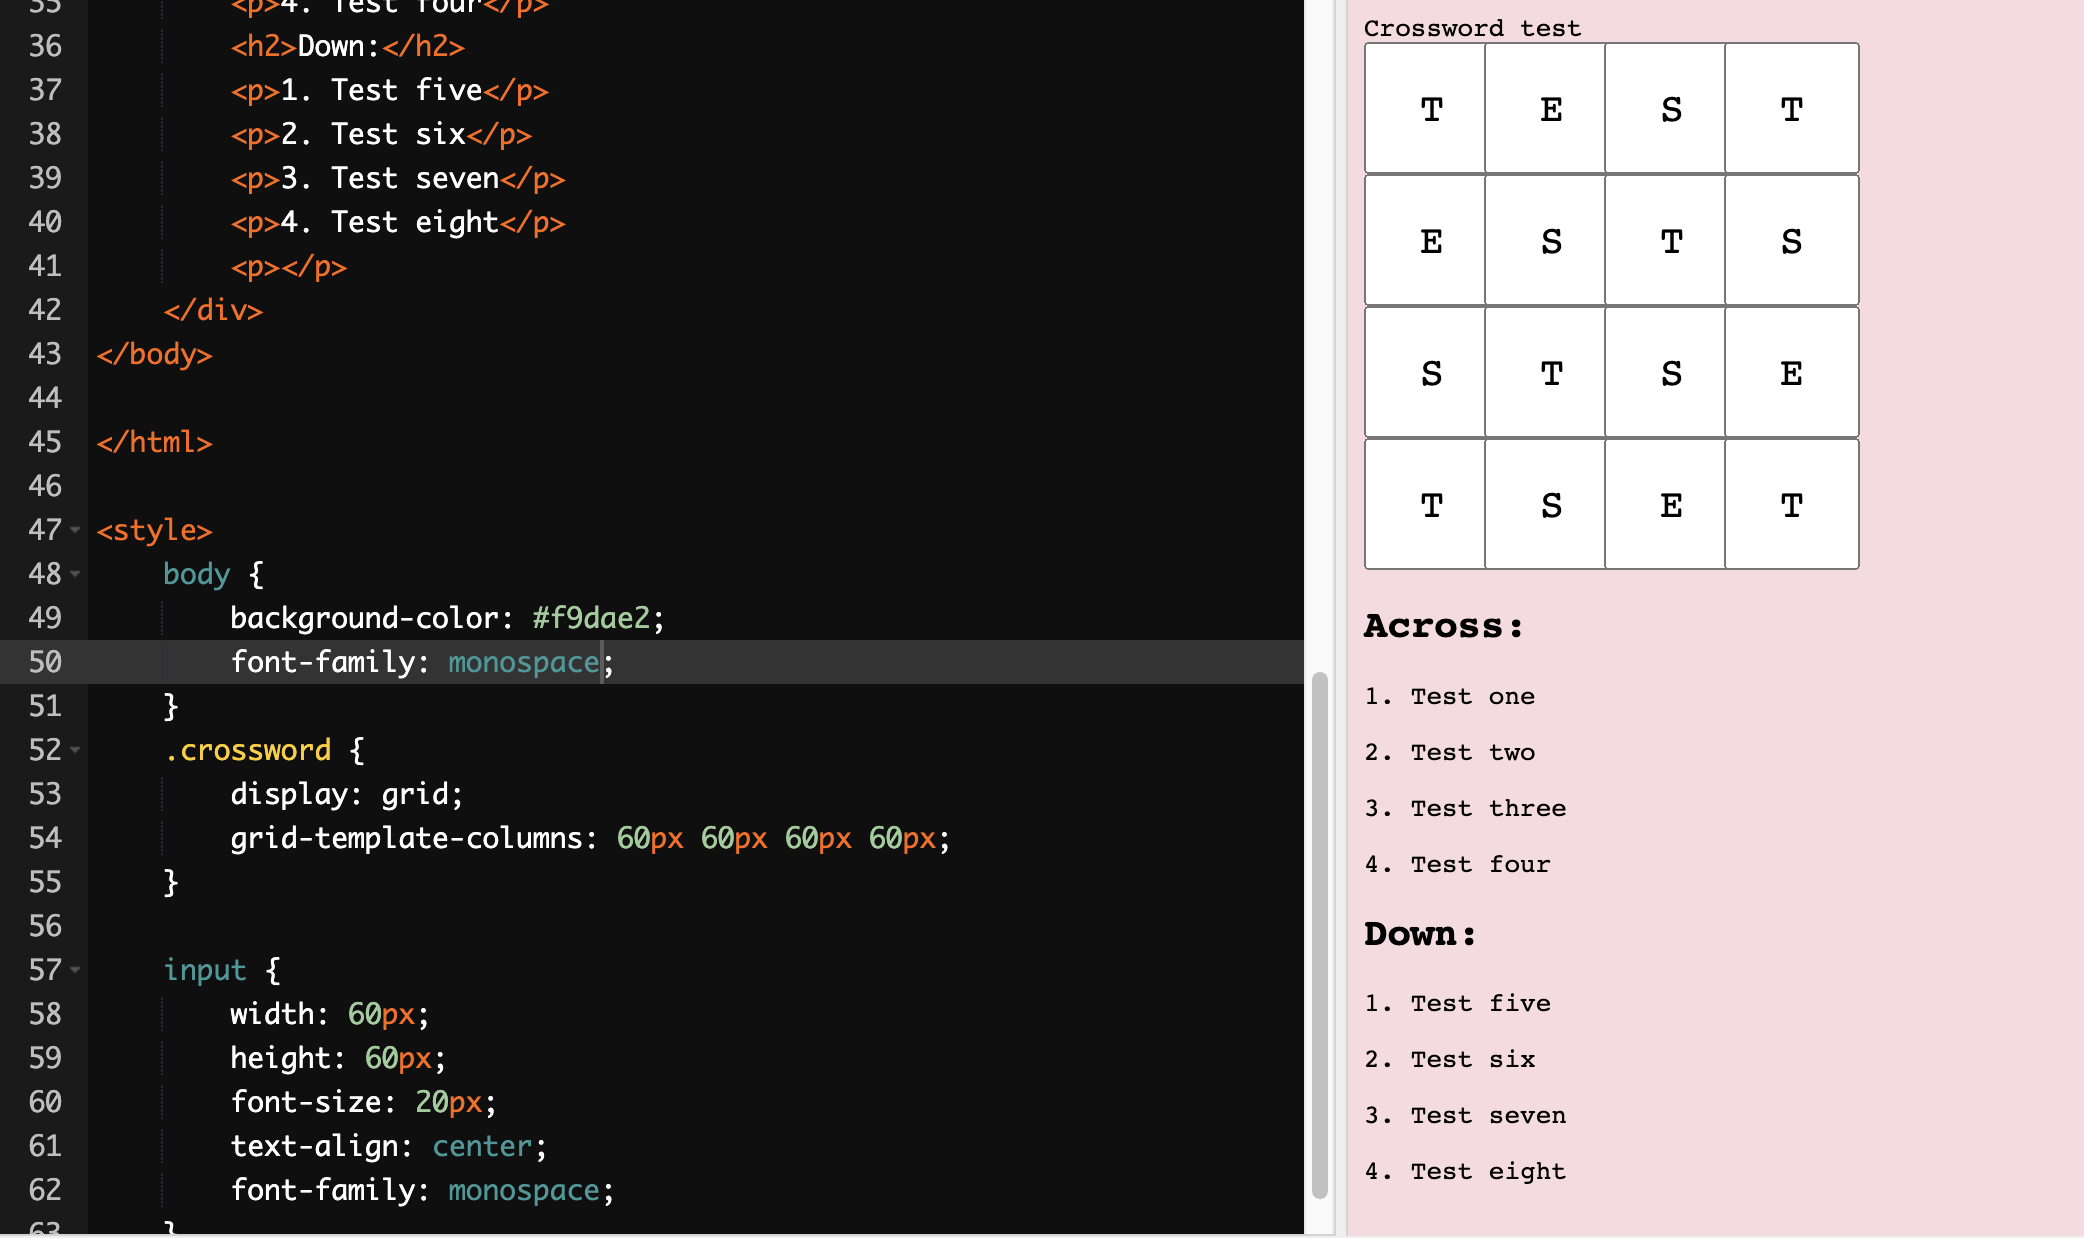 35 <p>4. Test four</p>
36 <h2>Down:</h2>
37 <p>1. Test five</p>
38 <p>2. Test six</p>
39 <p>3. Test seven</p>
40 <p>4. Test eight</p>
41 <p></p>
42 </div>
43 </body>
44
45 </html>
46
47 <style>
48 body {
49 background-color: #f9dae2;
50 font-family: monospace;
51 }
52 .crossword {
53 display: grid;
54 grid-template-columns: 60px 60px 60px 60px;
55 }
56
57 input {
58 width: 60px;
59 height: 60px;
60 font-size: 20px;
61 text-align: center;
62 font-family: monospace;
63 }
Crossword test
T E S T
E S T S
S T S E
T S E T
Across:
1. Test one
2. Test two
3. Test three
4. Test four
Down:
1. Test five
2. Test six
3. Test seven
4. Test eight